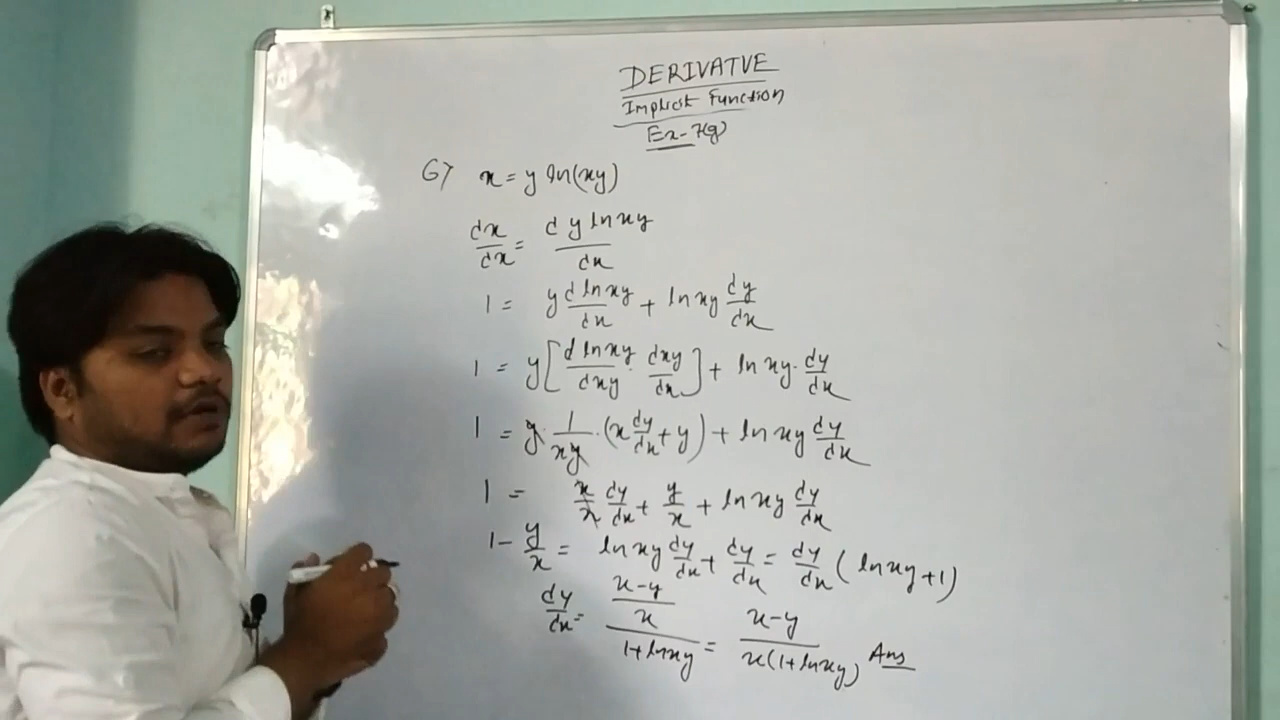 DERIVATVE
Implicit Function
Ex-7(g)
6) x = y ln(xy)
dx/dx = d y ln xy / dx
1 = y d ln xy / dx + ln xy dy/dx
1 = y [ d ln xy / dxy · dxy/dx ] + ln xy · dy/dx
1 = y · 1/xy · (x dy/dx + y) + ln xy dy/dx
1 = x/x dy/dx + y/x + ln xy dy/dx
1 - y/x = ln xy dy/dx + dy/dx = dy/dx ( ln xy + 1)
dy/dx = ((x-y)/x) / (1+ln xy) = (x-y) / x(1+ln xy) Ans